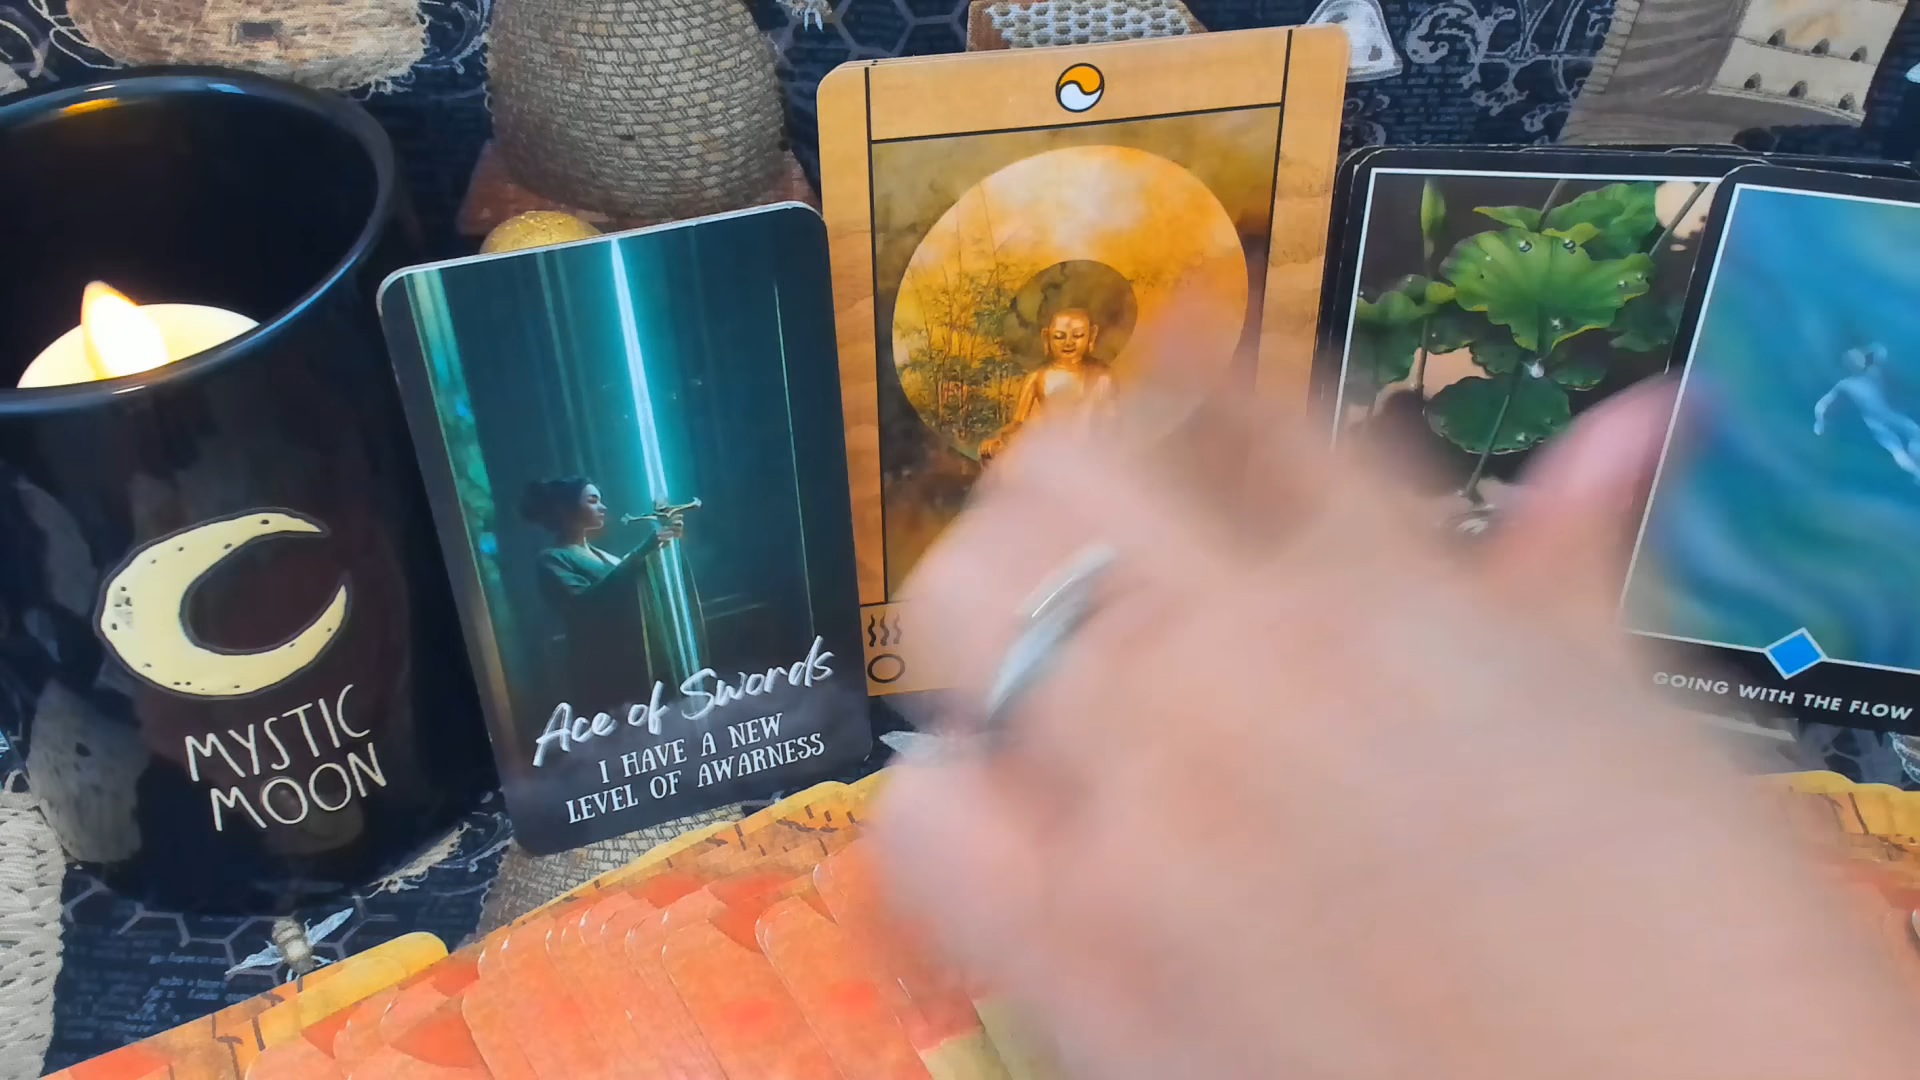 MYSTIC
MOON
Ace of Swords
I HAVE A NEW
LEVEL OF AWARNESS
GOING WITH THE FLOW